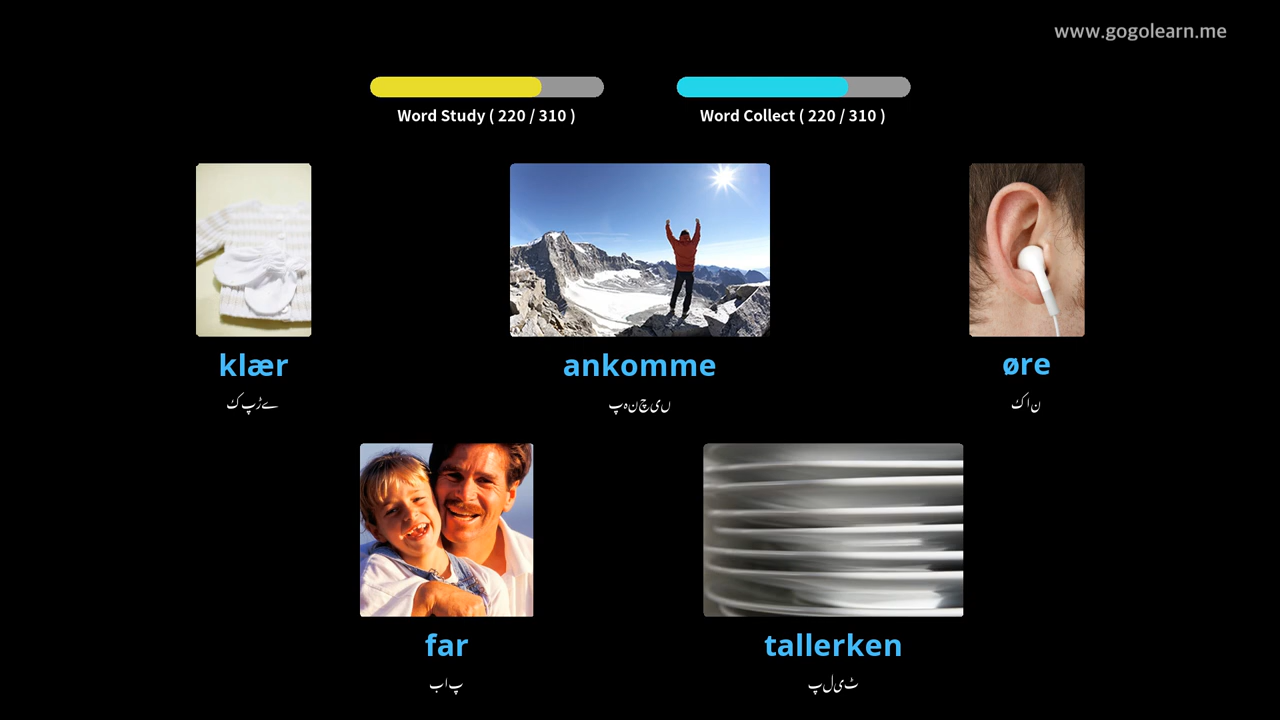 www.gogolearn.me
Word Study ( 220 / 310 )
Word Collect ( 220 / 310 )
klær
ankomme
øre
کپڑے
پہنچیں
کان
far
tallerken
باپ
پلیٹ